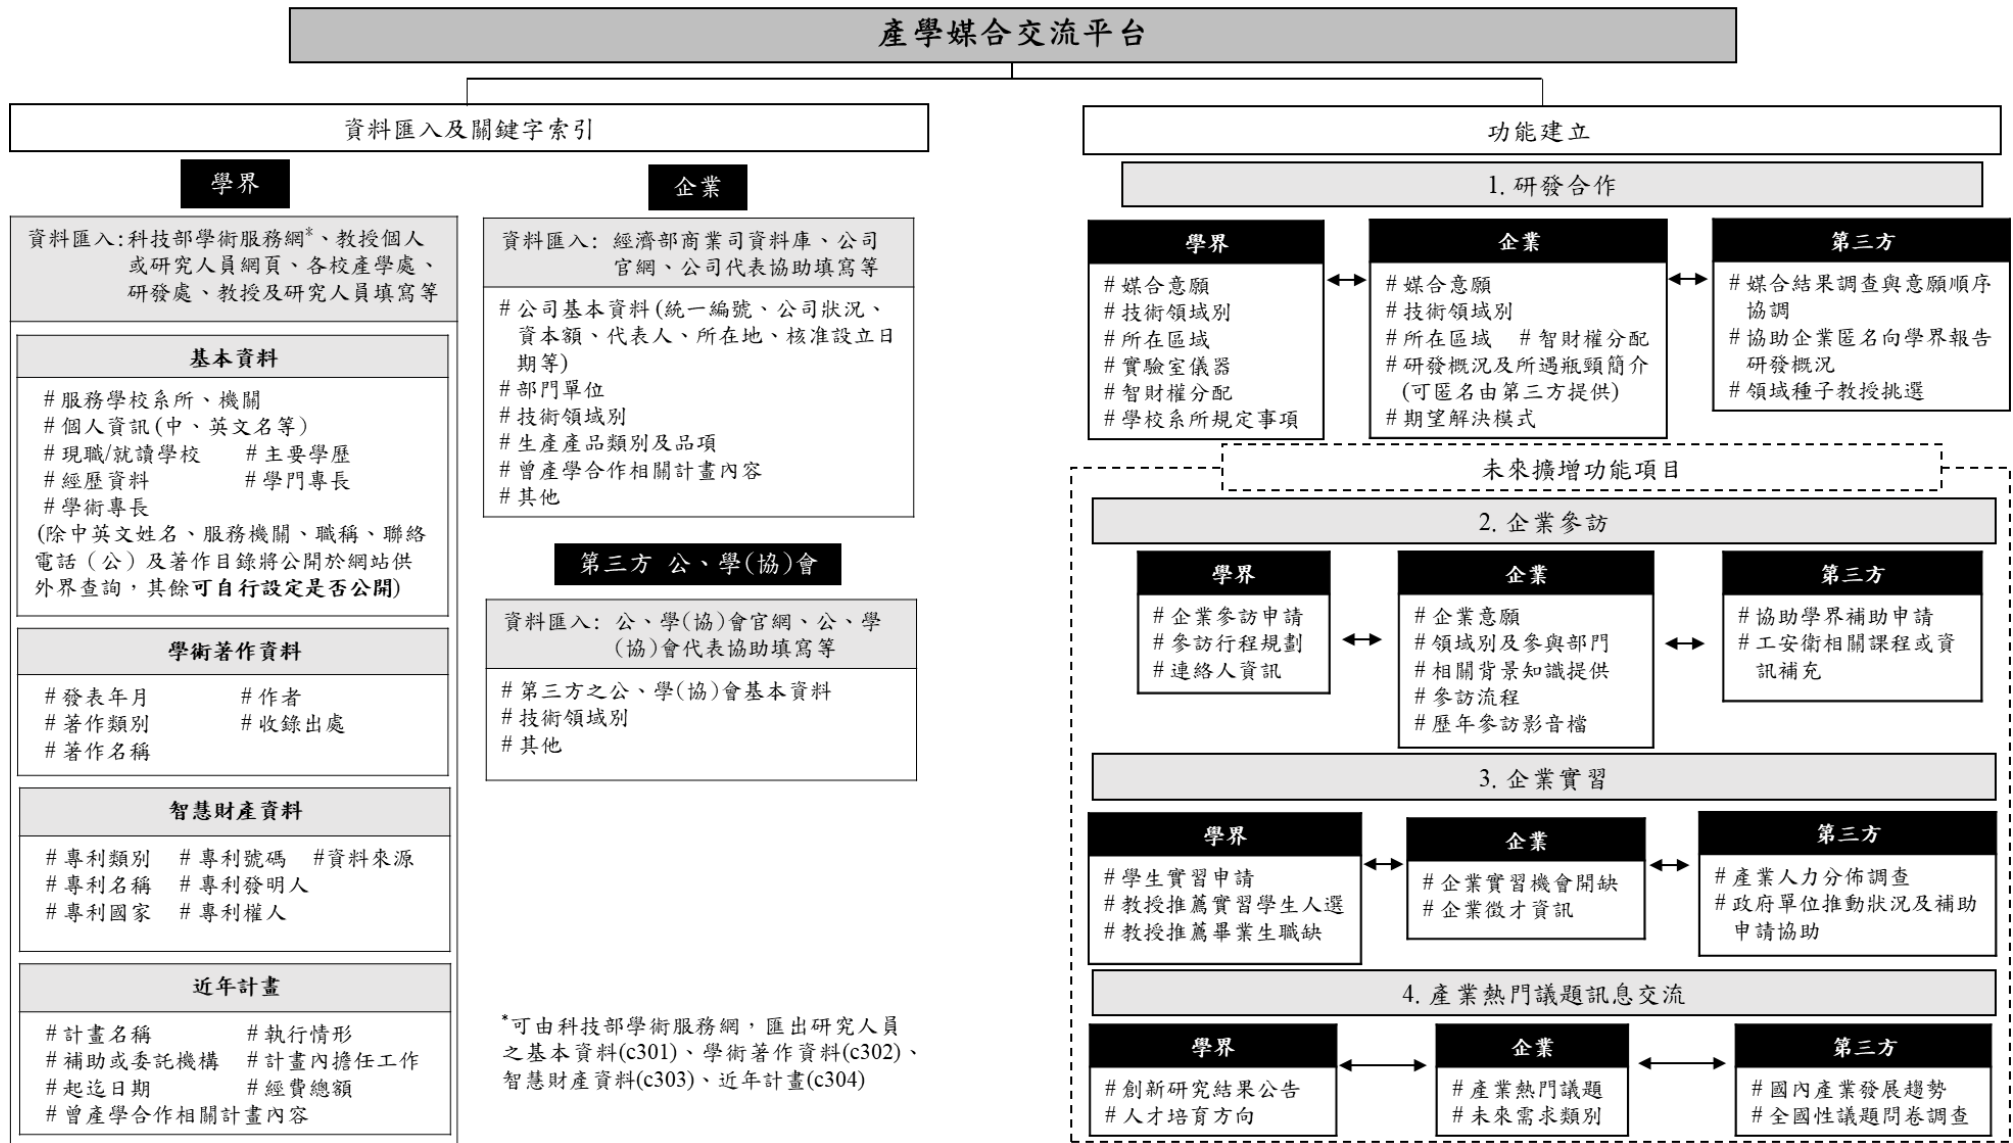 產學媒合交流平台
資料匯入及關鍵字索引
學界
資料匯入:科技部學術服務網*、教授個人
或研究人員網頁、各校產學處、
研發處、教授及研究人員填寫等
基本資料
# 服務學校系所、機關
# 個人資訊(中、英文名等)
# 現職/就讀學校 # 主要學歷
# 經歷資料 # 學門專長
# 學術專長
(除中英文姓名、服務機關、職稱、聯絡
電話（公）及著作目錄將公開於網站供
外界查詢，其餘可自行設定是否公開)
學術著作資料
# 發表年月 # 作者
# 著作類別 # 收錄出處
# 著作名稱
智慧財產資料
# 專利類別 # 專利號碼 #資料來源
# 專利名稱 # 專利發明人
# 專利國家 # 專利權人
近年計畫
# 計畫名稱 # 執行情形
# 補助或委託機構 # 計畫內擔任工作
# 起迄日期 # 經費總額
# 曾產學合作相關計畫內容
企業
資料匯入: 經濟部商業司資料庫、公司
官網、公司代表協助填寫等
# 公司基本資料(統一編號、公司狀況、
資本額、代表人、所在地、核准設立日
期等)
# 部門單位
# 技術領域別
# 生產產品類別及品項
# 曾產學合作相關計畫內容
# 其他
第三方 公、學(協)會
資料匯入: 公、學(協)會官網、公、學
(協)會代表協助填寫等
# 第三方之公、學(協)會基本資料
# 技術領域別
# 其他
*可由科技部學術服務網，匯出研究人員
之基本資料(c301)、學術著作資料(c302)、
智慧財產資料(c303)、近年計畫(c304)
功能建立
1. 研發合作
學界
# 媒合意願
# 技術領域別
# 所在區域
# 實驗室儀器
# 智財權分配
# 學校系所規定事項
企業
# 媒合意願
# 技術領域別
# 所在區域 # 智財權分配
# 研發概況及所遇瓶頸簡介
(可匿名由第三方提供)
# 期望解決模式
第三方
# 媒合結果調查與意願順序
協調
# 協助企業匿名向學界報告
研發概況
# 領域種子教授挑選
未來擴增功能項目
2. 企業參訪
學界
# 企業參訪申請
# 參訪行程規劃
# 連絡人資訊
企業
# 企業意願
# 領域別及參與部門
# 相關背景知識提供
# 參訪流程
# 歷年參訪影音檔
第三方
# 協助學界補助申請
# 工安衛相關課程或資
訊補充
3. 企業實習
學界
# 學生實習申請
# 教授推薦實習學生人選
# 教授推薦畢業生職缺
企業
# 企業實習機會開缺
# 企業徵才資訊
第三方
# 產業人力分佈調查
# 政府單位推動狀況及補助
申請協助
4. 產業熱門議題訊息交流
學界
# 創新研究結果公告
# 人才培育方向
企業
# 產業熱門議題
# 未來需求類別
第三方
# 國內產業發展趨勢
# 全國性議題問卷調查